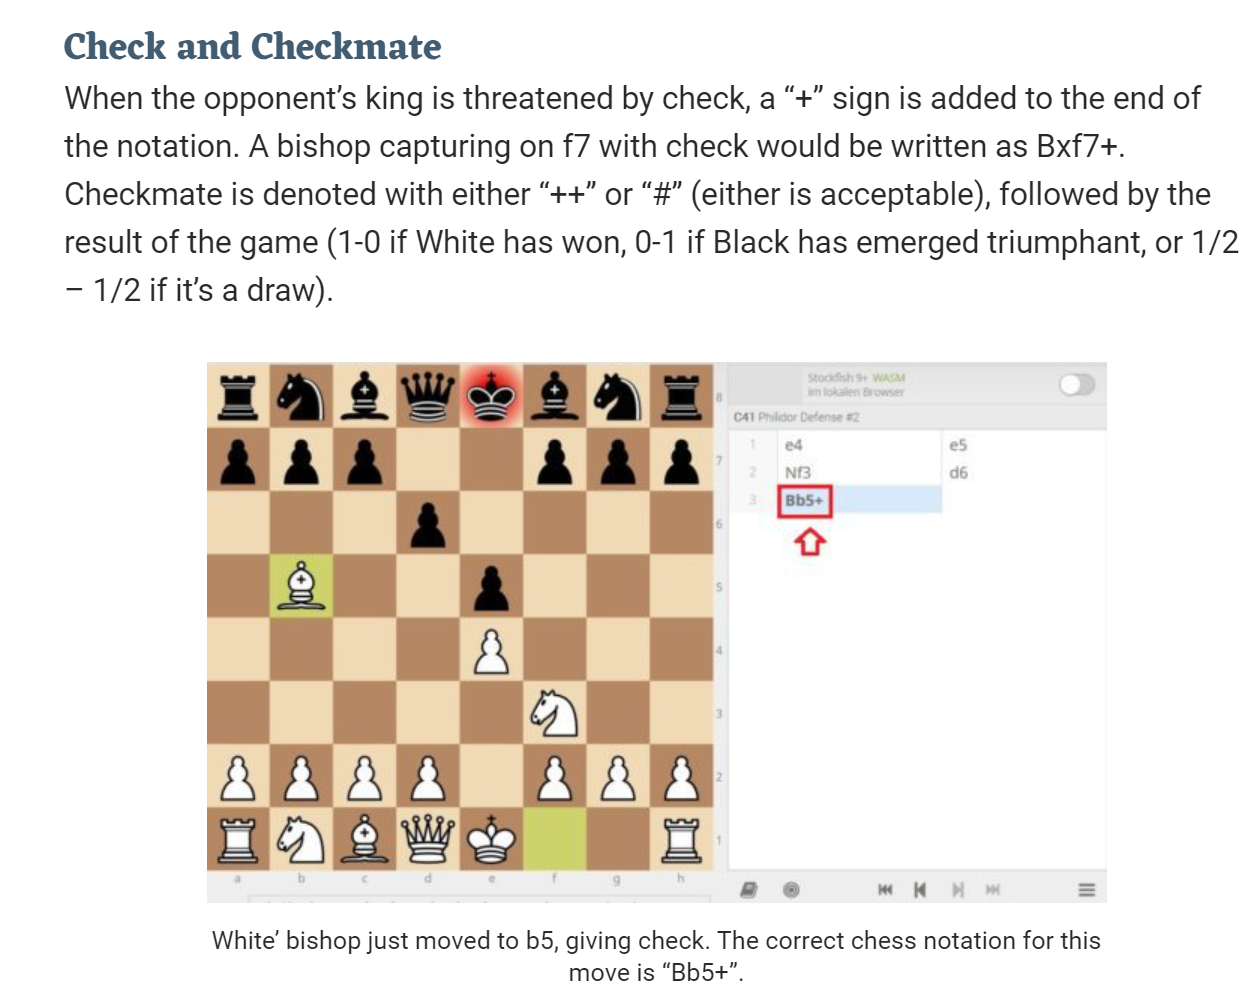 Check and Checkmate
When the opponent’s king is threatened by check, a “+” sign is added to the end of
the notation. A bishop capturing on f7 with check would be written as Bxf7+.
Checkmate is denoted with either “++” or “#” (either is acceptable), followed by the
result of the game (1-0 if White has won, 0-1 if Black has emerged triumphant, or 1/2
– 1/2 if it’s a draw).
Stockfish 9+ WASM
im lokalen Browser
C41 Philidor Defense #2
1 e4 e5
2 Nf3 d6
3 Bb5+
8
7
6
5
4
3
2
1
a b c d e f g h
White’ bishop just moved to b5, giving check. The correct chess notation for this
move is “Bb5+”.